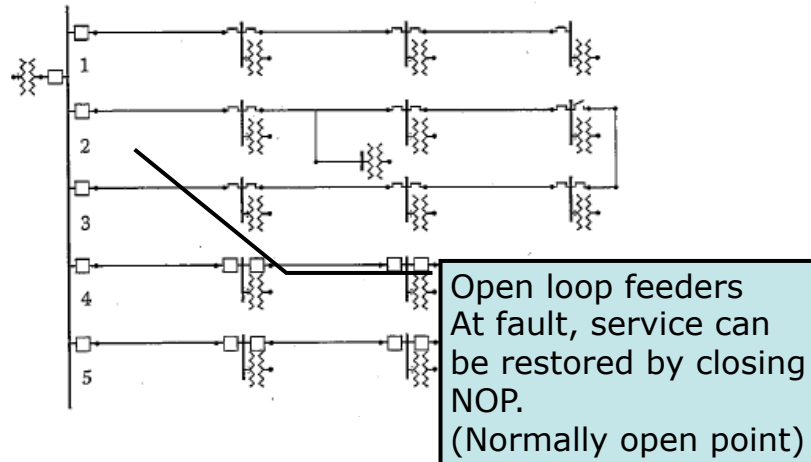 1
2
3
4
5
Open loop feeders
At fault, service can
be restored by closing
NOP.
(Normally open point)